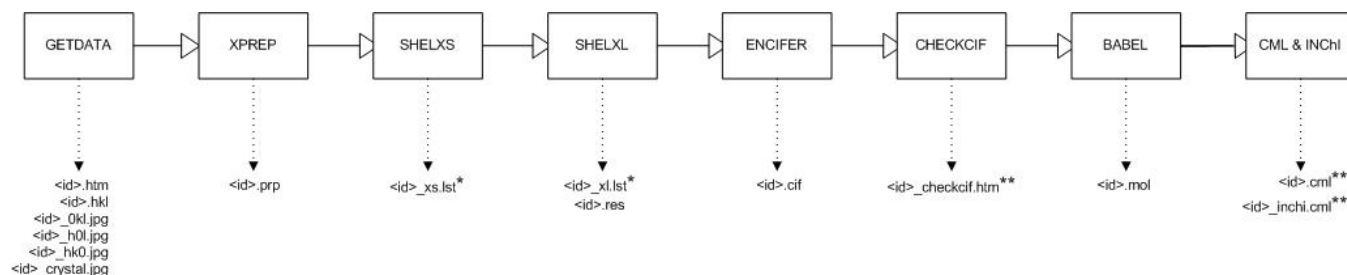 GETDATA
XPREP
SHELXS
SHELXL
ENCIFER
CHECKCIF
BABEL
CML & INChI
<id>.htm
<id>.hkl
<id>_0kl.jpg
<id>_h0l.jpg
<id>_hk0.jpg
<id>_crystal.jpg
<id>.prp
<id>_xs.lst*
<id>_xl.lst*
<id>.res
<id>.cif
<id>_checkcif.htm**
<id>.mol
<id>.cml**
<id>_inchi.cml**